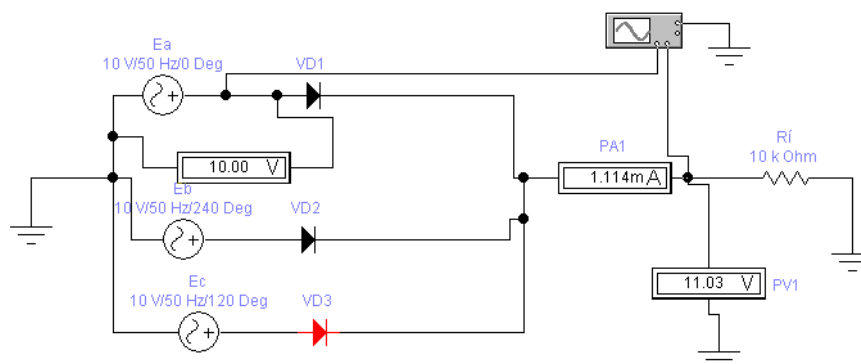 Ea
10 V/50 Hz/0 Deg
VD1
10.00 V
Eb
10 V/50 Hz/240 Deg
VD2
Ec
10 V/50 Hz/120 Deg
VD3
PA1
1.114m A
Rí
10 k Ohm
11.03 V
PV1